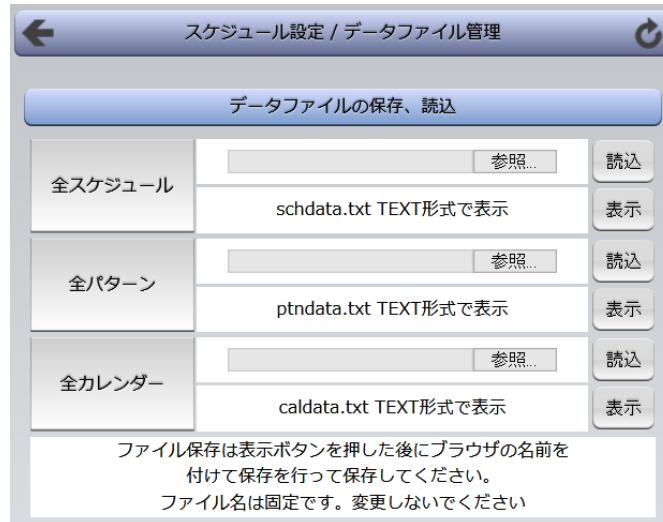 スケジュール設定 / データファイル管理
データファイルの保存、読込
全スケジュール
参照...
読込
schdata.txt TEXT形式で表示
表示
全パターン
参照...
読込
ptndata.txt TEXT形式で表示
表示
全カレンダー
参照...
読込
caldata.txt TEXT形式で表示
表示
ファイル保存は表示ボタンを押した後にブラウザの名前を
付けて保存を行って保存してください。
ファイル名は固定です。変更しないでください